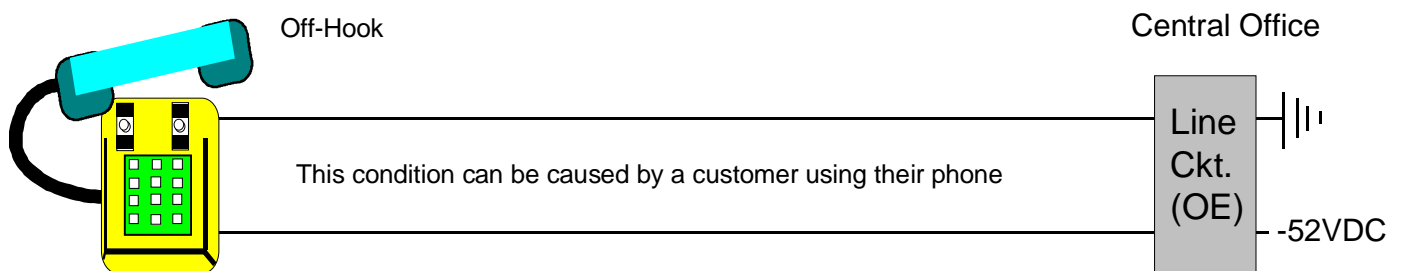 Off-Hook
Central Office
This condition can be caused by a customer using their phone
Line
Ckt.
(OE)
-52VDC